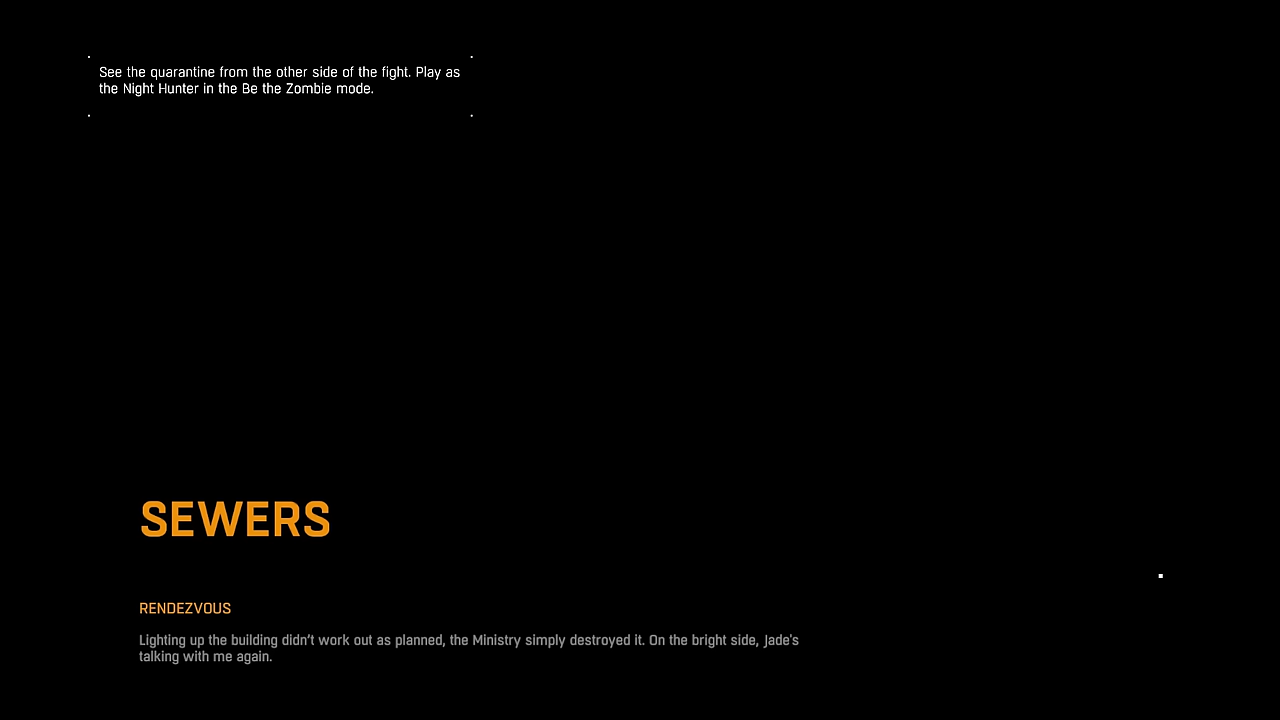 See the quarantine from the other side of the fight. Play as
the Night Hunter in the Be the Zombie mode.
SEWERS
RENDEZVOUS
Lighting up the building didn't work out as planned, the Ministry simply destroyed it. On the bright side, Jade's
talking with me again.